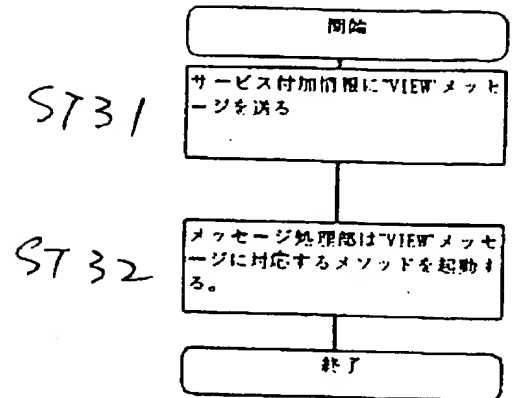 開始
ST31
サービス付加情報に"VIEW"メッセ
ージを送る
ST32
メッセージ処理部は"VIEW"メッセ
ージに対応するメソッドを起動す
る。
終了